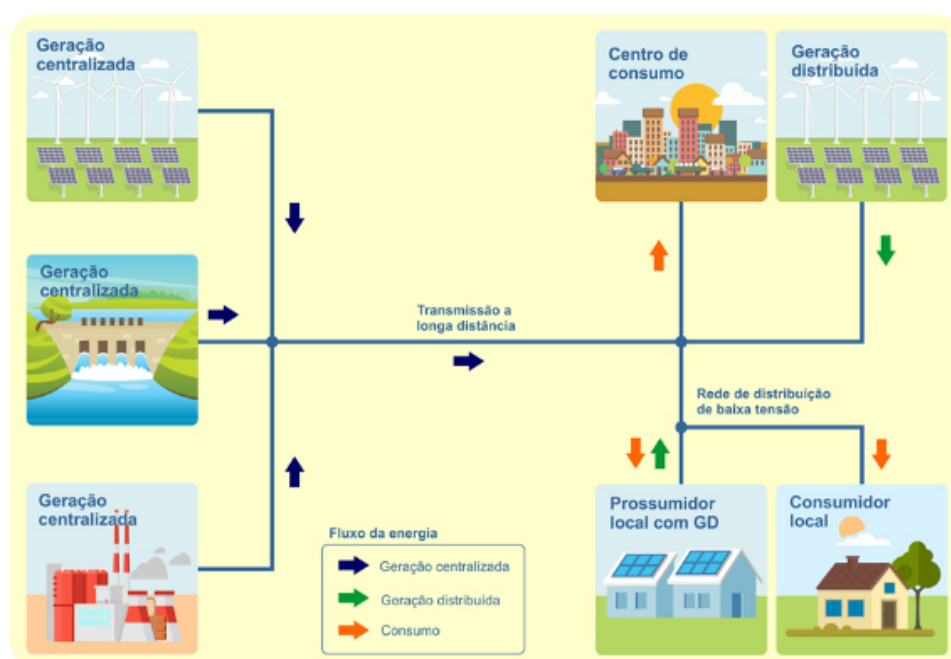 Geração
centralizada
Centro de
consumo
Geração
distribuída
Geração
centralizada
Transmissão a
longa distância
Rede de distribuição
de baixa tensão
Geração
centralizada
Prossumidor
local com GD
Consumidor
local
Fluxo da energia
Geração centralizada
Geração distribuída
Consumo